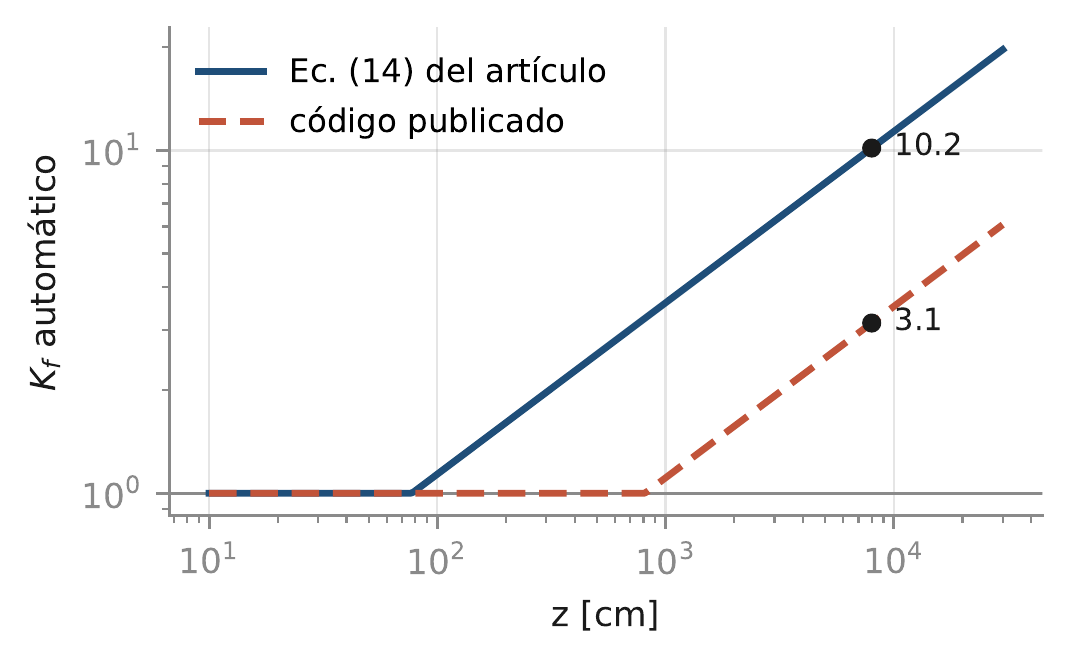 Ec. (14) del artículo
código publicado
10.2
3.1
10¹
10⁰
K_f automático
10¹ 10² 10³ 10⁴
z [cm]